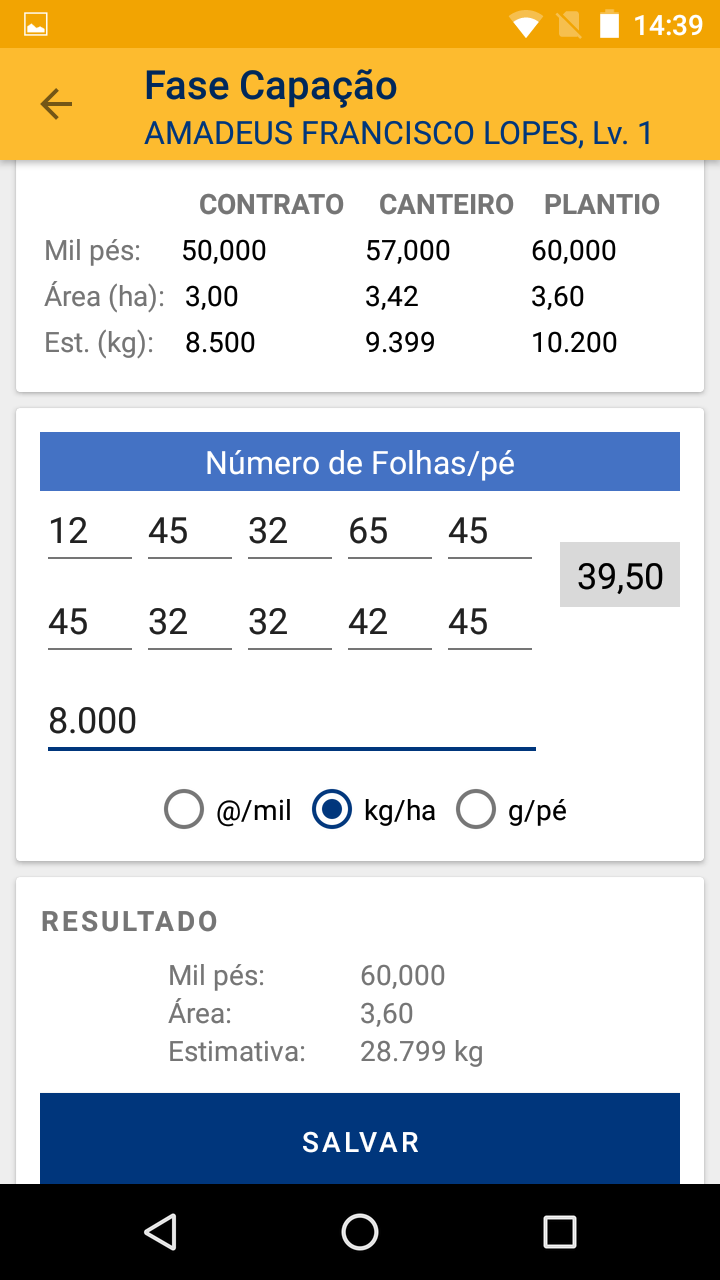 14:39
Fase Capação
AMADEUS FRANCISCO LOPES, Lv. 1
CONTRATO CANTEIRO PLANTIO
Mil pés: 50,000 57,000 60,000
Área (ha): 3,00 3,42 3,60
Est. (kg): 8.500 9.399 10.200
Número de Folhas/pé
12 45 32 65 45
39,50
45 32 32 42 45
8.000
@/mil kg/ha g/pé
RESULTADO
Mil pés: 60,000
Área: 3,60
Estimativa: 28.799 kg
SALVAR